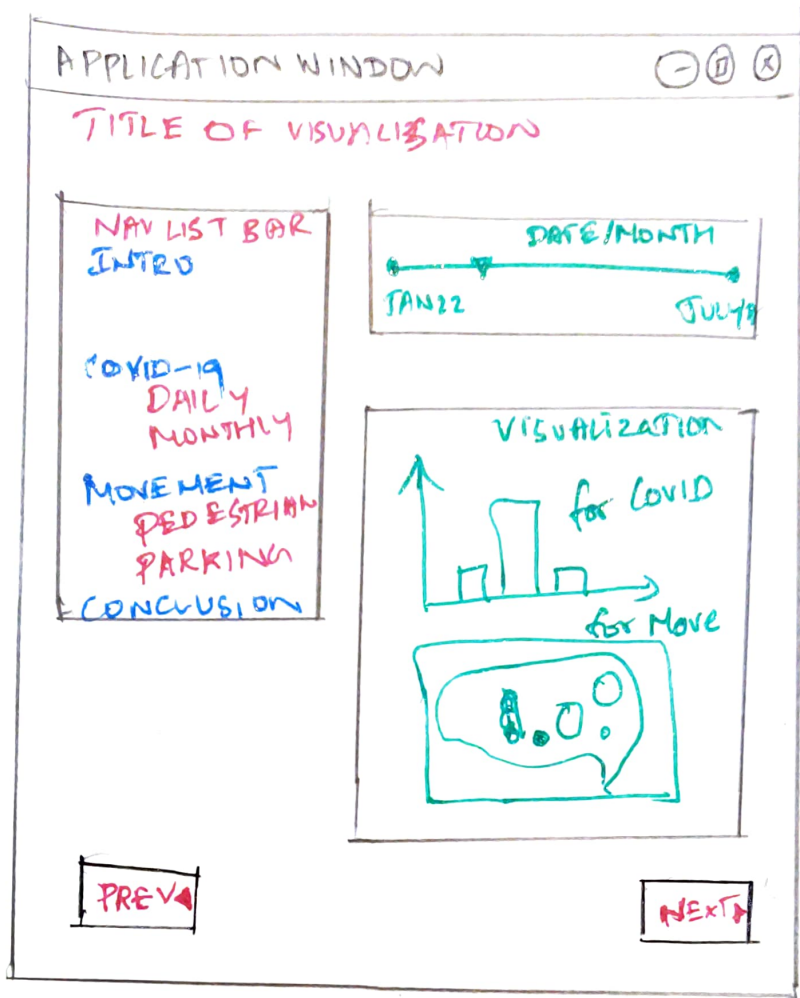 APPLICATION WINDOW
TITLE OF VISUALISATION
NAV LIST BAR
INTRO
COVID-19
DAILY
MONTHLY
MOVEMENT
PEDESTRIAN
PARKING
CONCLUSION
DATE/MONTH
JAN22
VISUALIZATION
for COVID
for Move
PREV
NEXT